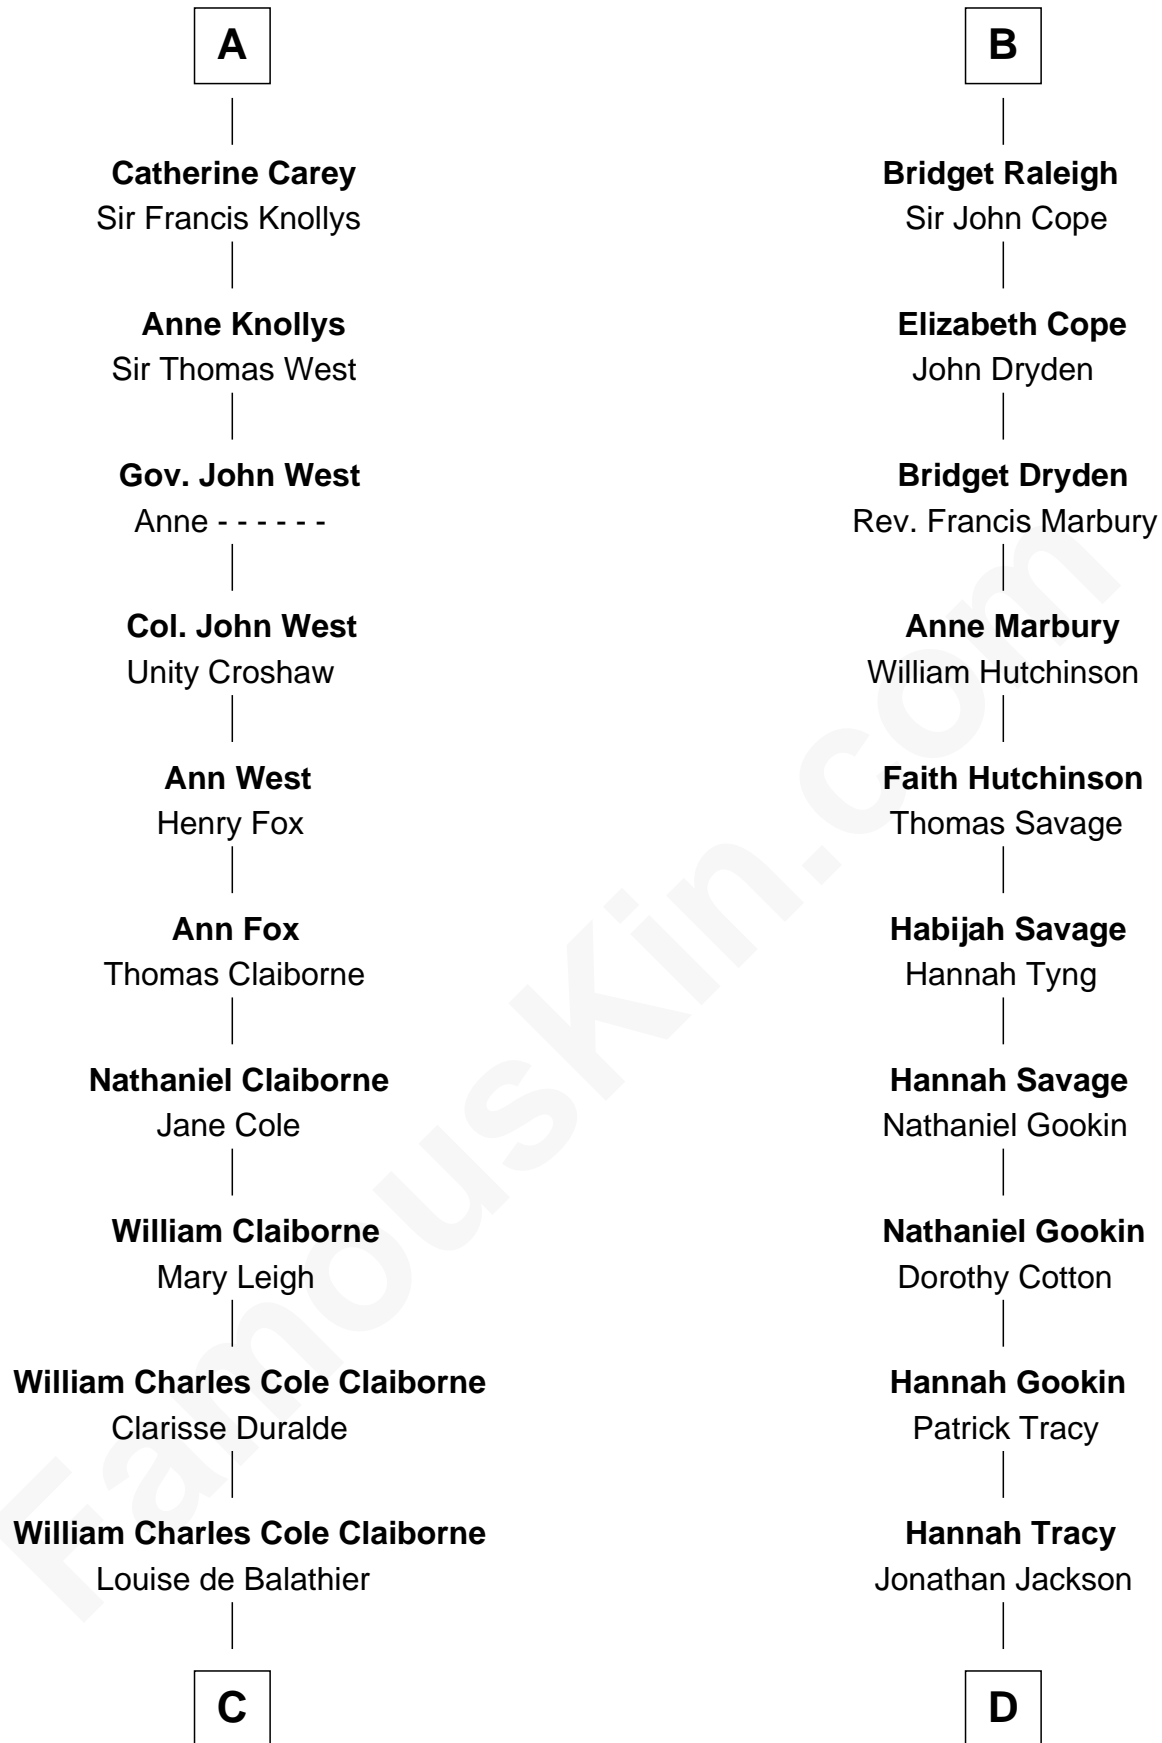 A
Catherine Carey
Sir Francis Knollys
Anne Knollys
Sir Thomas West
Gov. John West
Anne - - - - - -
Col. John West
Unity Croshaw
Ann West
Henry Fox
Ann Fox
Thomas Claiborne
Nathaniel Claiborne
Jane Cole
William Claiborne
Mary Leigh
William Charles Cole Claiborne
Clarisse Duralde
William Charles Cole Claiborne
Louise de Balathier
C
B
Bridget Raleigh
Sir John Cope
Elizabeth Cope
John Dryden
Bridget Dryden
Rev. Francis Marbury
Anne Marbury
William Hutchinson
Faith Hutchinson
Thomas Savage
Habijah Savage
Hannah Tyng
Hannah Savage
Nathaniel Gookin
Nathaniel Gookin
Dorothy Cotton
Hannah Gookin
Patrick Tracy
Hannah Tracy
Jonathan Jackson
D
FamousKin.com